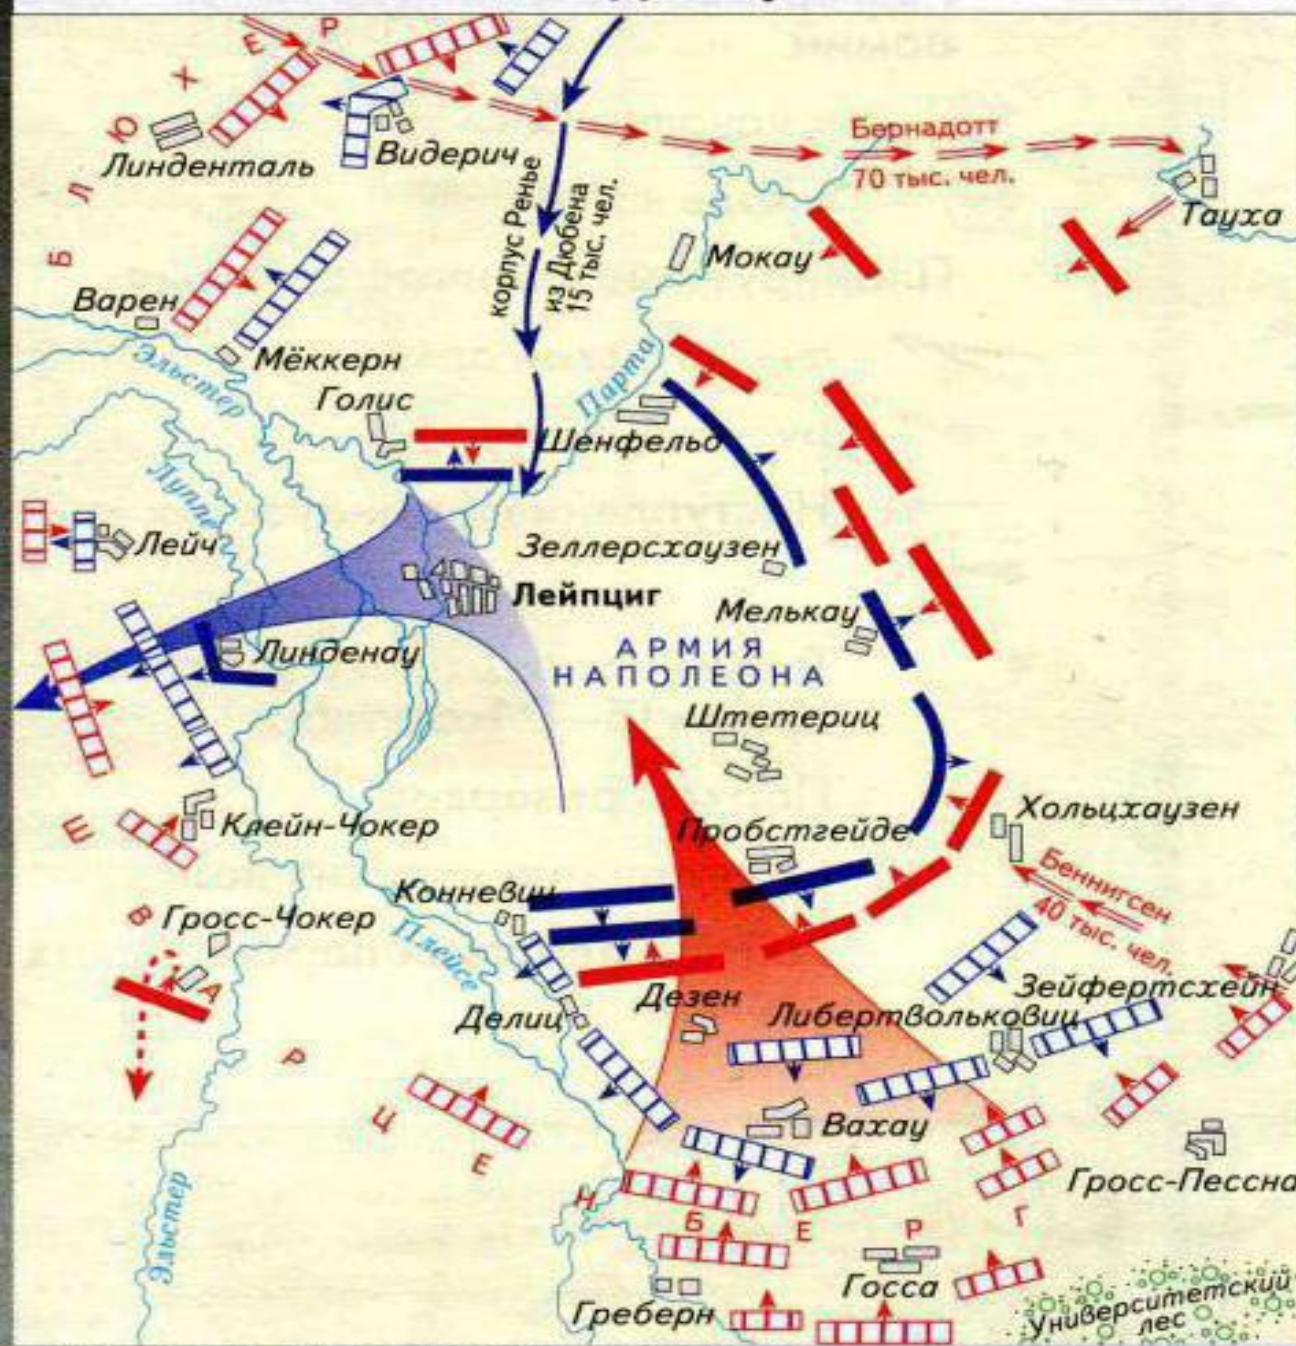 БЛЮХЕР
Линденталь
Видерич
корпус Ренье
из Дюбена
15 тыс. чел.
Бернадотт
70 тыс. чел.
Тауха
Мокау
Варен
Эльстер
Мёккерн
Голис
Парта
Шенфельд
Луппе
Лейч
Зеллерсхаузен
Лейпциг
Мелькау
АРМИЯ
НАПОЛЕОНА
Линденау
Штетериц
Клейн-Чокер
Пробстгейде
Хольцхаузен
Конневиц
Беннигсен
40 тыс. чел.
Гросс-Чокер
Плейсе
Зейфертсхейн
Дезен
Делиц
Либертвольковиц
ШВАРЦЕНБЕРГ
Вахау
Гросс-Пессна
Эльстер
Госса
Греберн
Университетский
лес